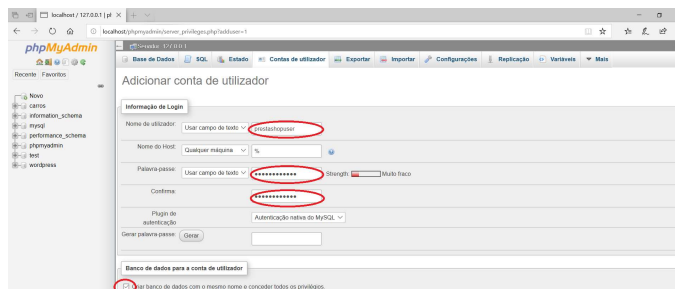 localhost / 127.0.0.1 | pl
localhost/phpmyadmin/server_privileges.php?adduser=1
phpMyAdmin
Recente Favoritos
Novo
carros
information_schema
mysql
performance_schema
phpmyadmin
test
wordpress
Servidor: 127.0.0.1
Base de Dados SQL Estado Contas de utilizador Exportar Importar Configurações Replicação Variáveis Mais
Adicionar conta de utilizador
Informação de Login
Nome de utilizador: Usar campo de texto prestashopuser
Nome do Host: Qualquer máquina %
Palavra-passe: Usar campo de texto •••••••••••• Strength: Muito fraco
Confirma: ••••••••••••
Plugin de autenticação Autenticação nativa do MySQL
Gerar palavra-passe: Gerar
Banco de dados para a conta de utilizador
Criar banco de dados com o mesmo nome e conceder todos os privilégios.